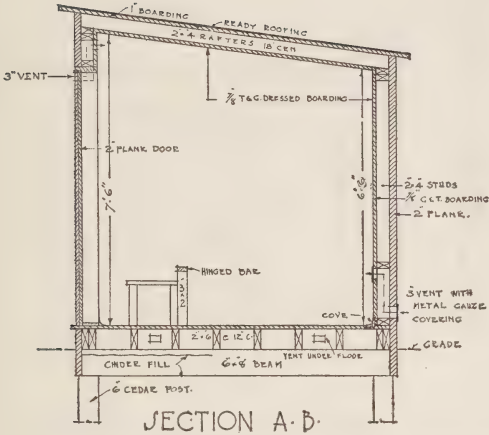 1" BOARDING
READY ROOFING
2"×4" RAFTERS 18" CEN
3" VENT
7/8" T&G. DRESSED BOARDING
2" PLANK DOOR
7'-6"
6'-3"
2"×4" STUDS
7/8" C&T. BOARDING
2" PLANK.
HINGED BAR
3" VENT WITH
METAL GAUZE
COVERING
COVE
2"×6" C 12" C
VENT UNDER FLOOR
GRADE
CINDER FILL
6"×8" BEAM
6" CEDAR POST.
SECTION A·B·